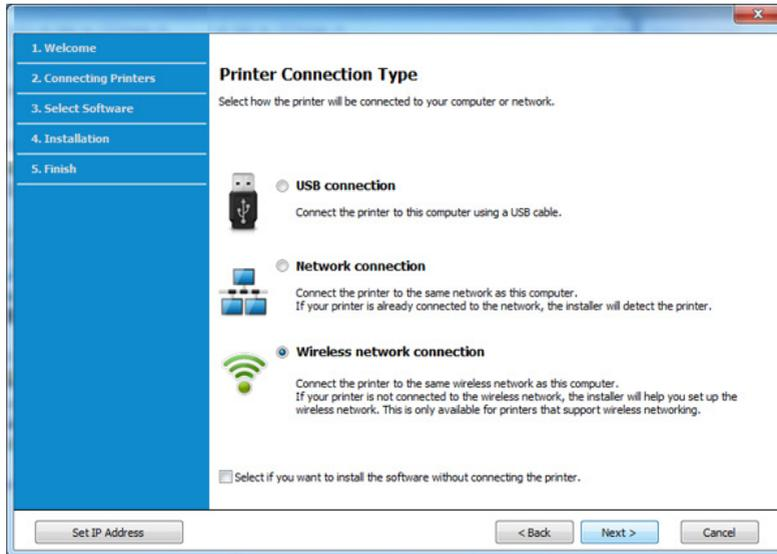 1. Welcome
2. Connecting Printers
3. Select Software
4. Installation
5. Finish
Printer Connection Type
Select how the printer will be connected to your computer or network.
USB connection
Connect the printer to this computer using a USB cable.
Network connection
Connect the printer to the same network as this computer.
If your printer is already connected to the network, the installer will detect the printer.
Wireless network connection
Connect the printer to the same wireless network as this computer.
If your printer is not connected to the wireless network, the installer will help you set up the
wireless network. This is only available for printers that support wireless networking.
Select if you want to install the software without connecting the printer.
Set IP Address
< Back
Next >
Cancel